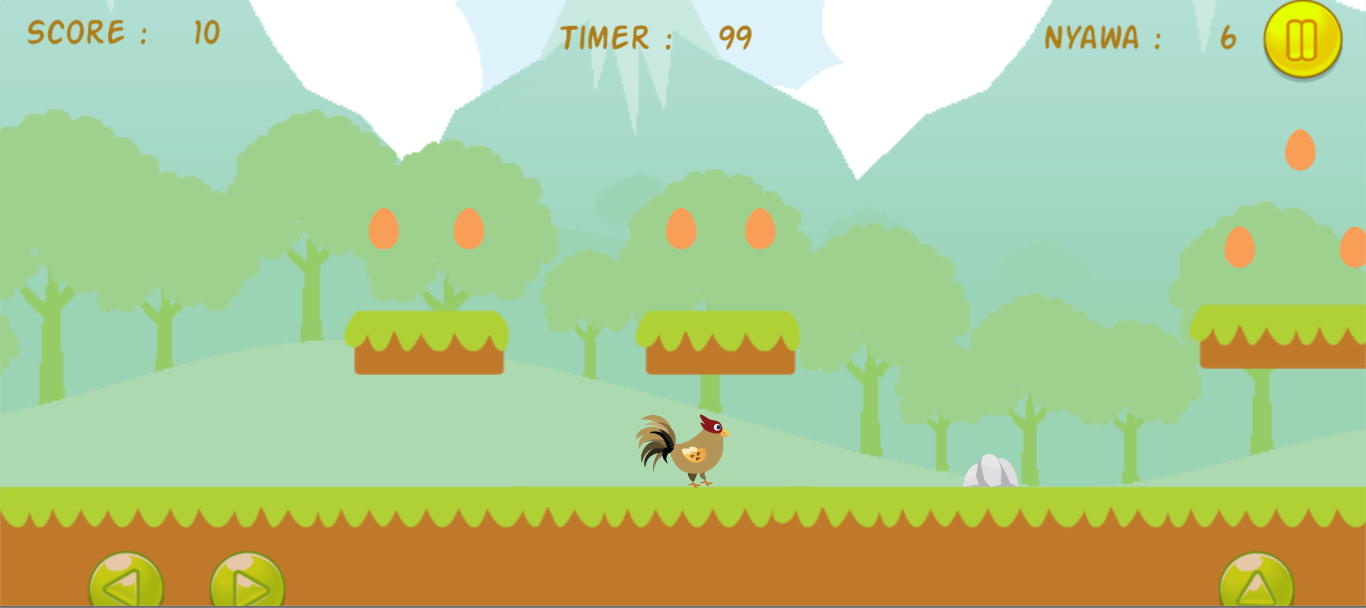 SCORE : 10
TIMER : 99
NYAWA : 6